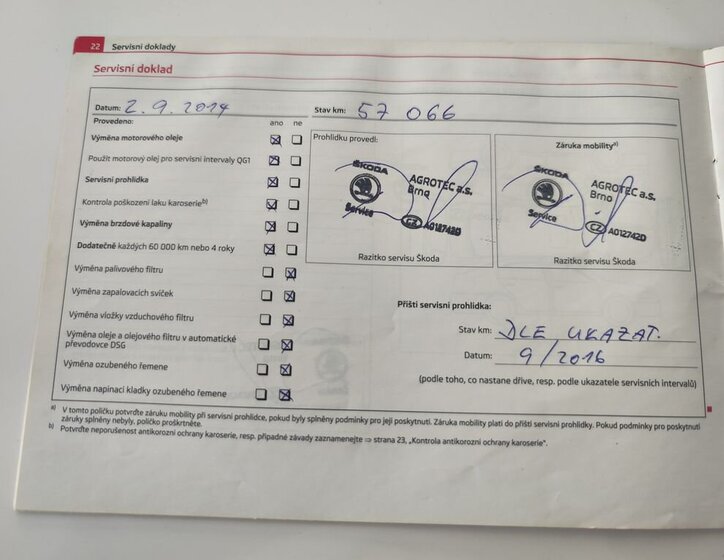 22 Servisní doklady
Servisní doklad
Datum: 2.9.2014 Stav km: 57 066
Provedeno: ano ne
Výměna motorového oleje
Použit motorový olej pro servisní intervaly QG1
Servisní prohlídka
Kontrola poškození laku karoserie b)
Výměna brzdové kapaliny
Dodatečně každých 60 000 km nebo 4 roky
Výměna palivového filtru
Výměna zapalovacích svíček
Výměna vložky vzduchového filtru
Výměna oleje a olejového filtru v automatické
převodovce DSG
Výměna ozubeného řemene
Výměna napínací kladky ozubeného řemene
Prohlídku provedl:
ŠKODA
Service
AGROTEC a.s.
Brno
CZ A012742D
Razítko servisu Škoda
Záruka mobility a)
ŠKODA
Service
AGROTEC a.s.
Brno
CZ A012742D
Razítko servisu Škoda
Příští servisní prohlídka:
Stav km: DLE UKAZAT.
Datum: 9/2016
(podle toho, co nastane dříve, resp. podle ukazatele servisních intervalů)
a) V tomto políčku potvrďte záruku mobility při servisní prohlídce, pokud byly splněny podmínky pro její poskytnutí. Záruka mobility platí do příští servisní prohlídky. Pokud podmínky pro poskytnutí
záruky splněny nebyly, políčko proškrtněte.
b) Potvrďte neporušenost antikorozní ochrany karoserie, resp. případné závady zaznamenejte ⇒ strana 23, „Kontrola antikorozní ochrany karoserie".